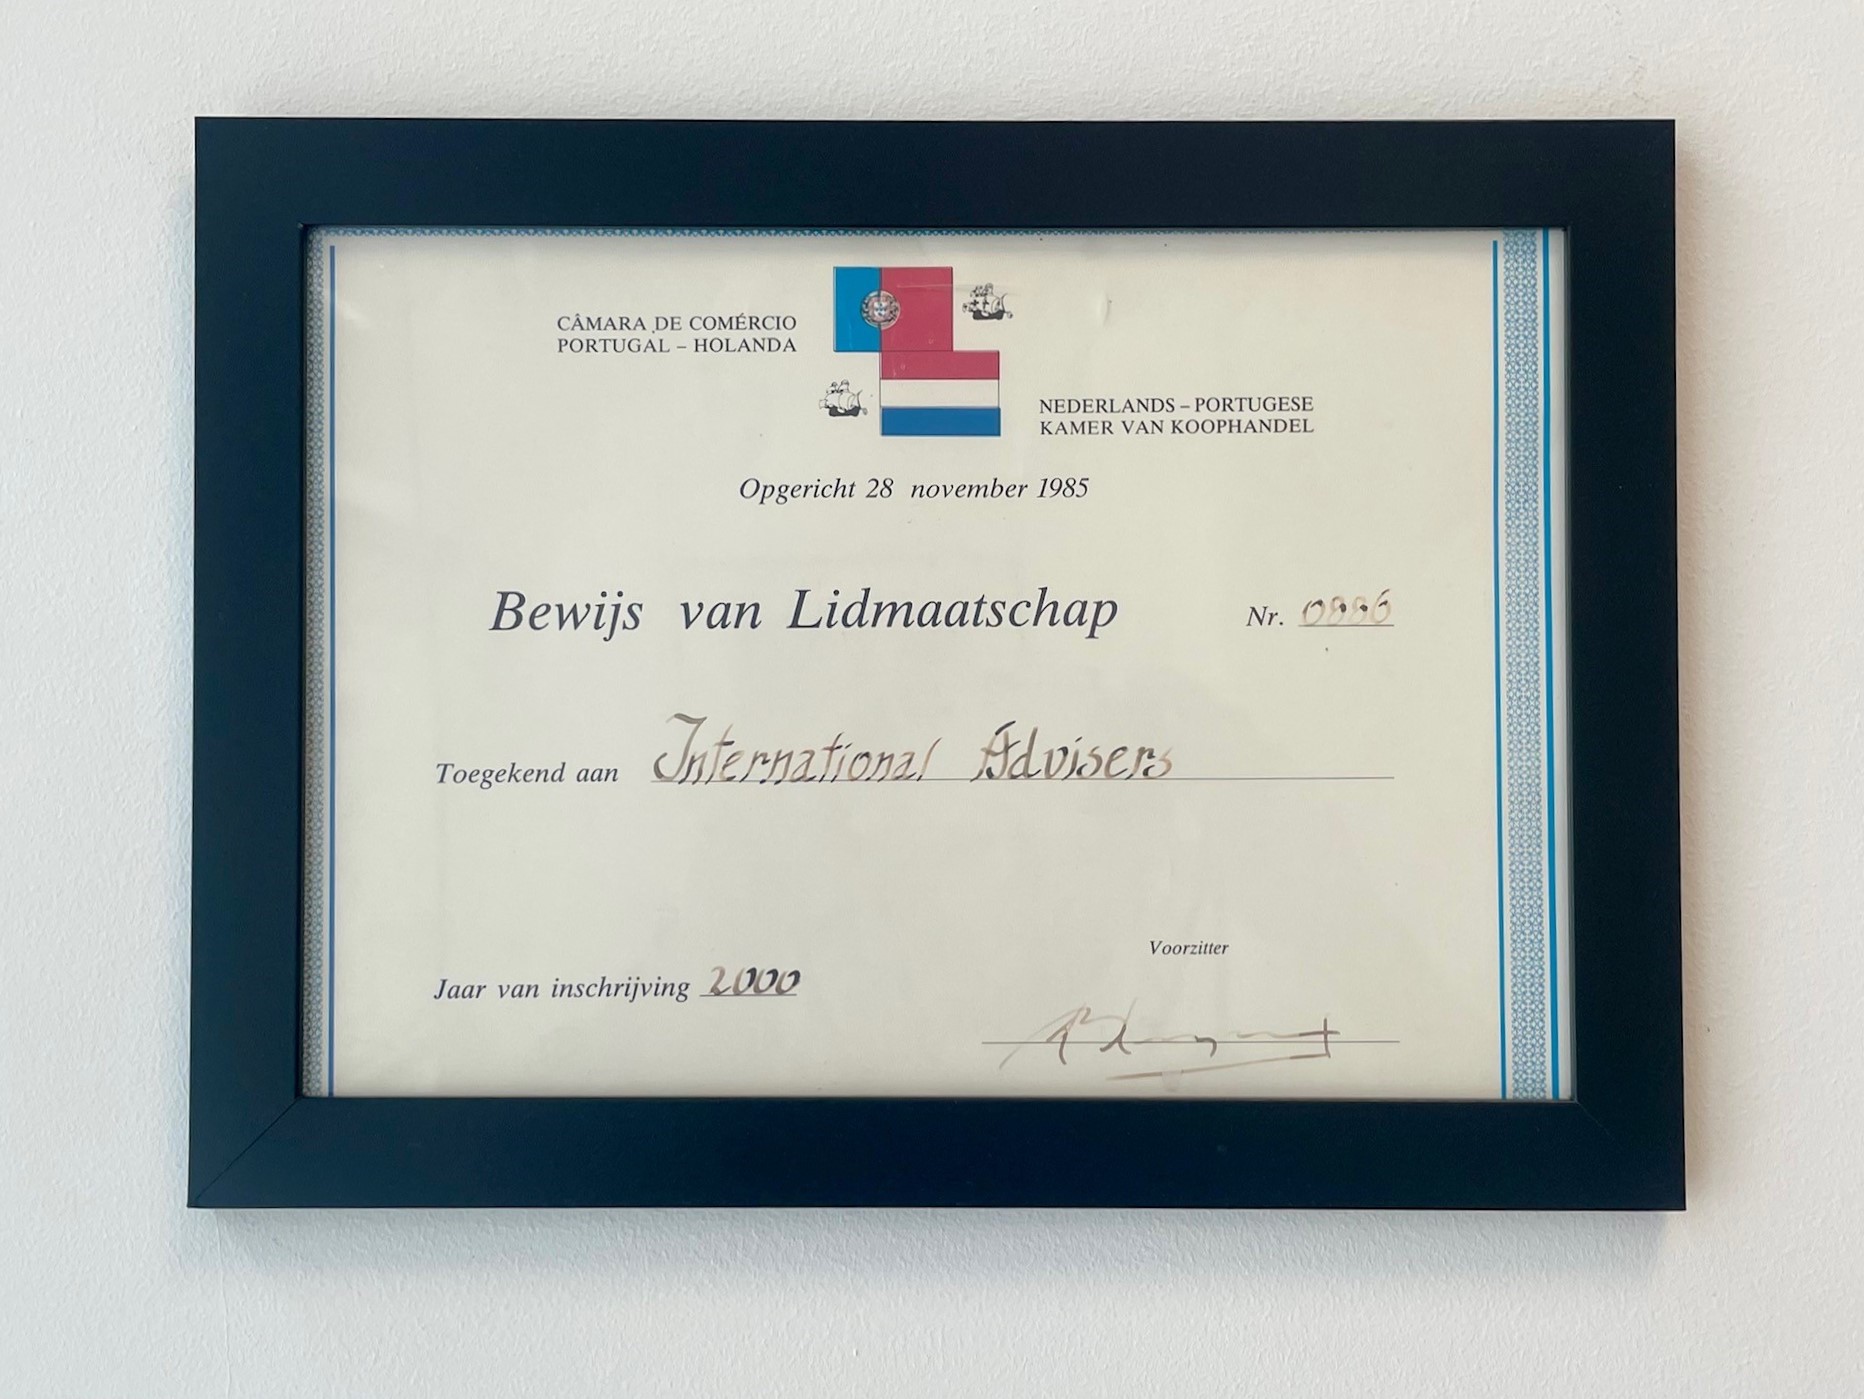 CÂMARA DE COMÉRCIO
PORTUGAL – HOLANDA
NEDERLANDS – PORTUGESE
KAMER VAN KOOPHANDEL
Opgericht 28 november 1985
Bewijs van Lidmaatschap Nr. 0886
Toegekend aan International Advisers
Voorzitter
Jaar van inschrijving 2000